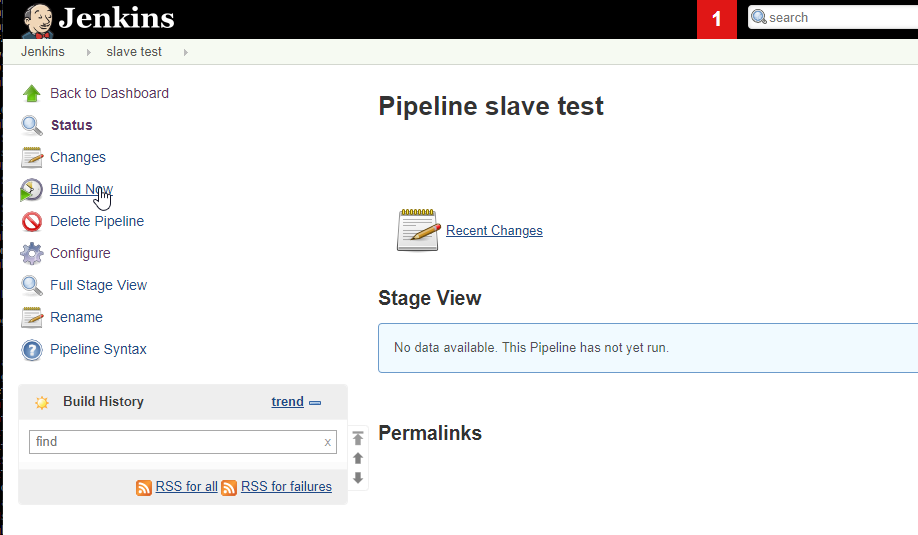 Jenkins
1
search
Jenkins
slave test
Back to Dashboard
Status
Changes
Build Now
Delete Pipeline
Configure
Full Stage View
Rename
Pipeline Syntax
Build History
trend
find
x
RSS for all
RSS for failures
Pipeline slave test
Recent Changes
Stage View
No data available. This Pipeline has not yet run.
Permalinks